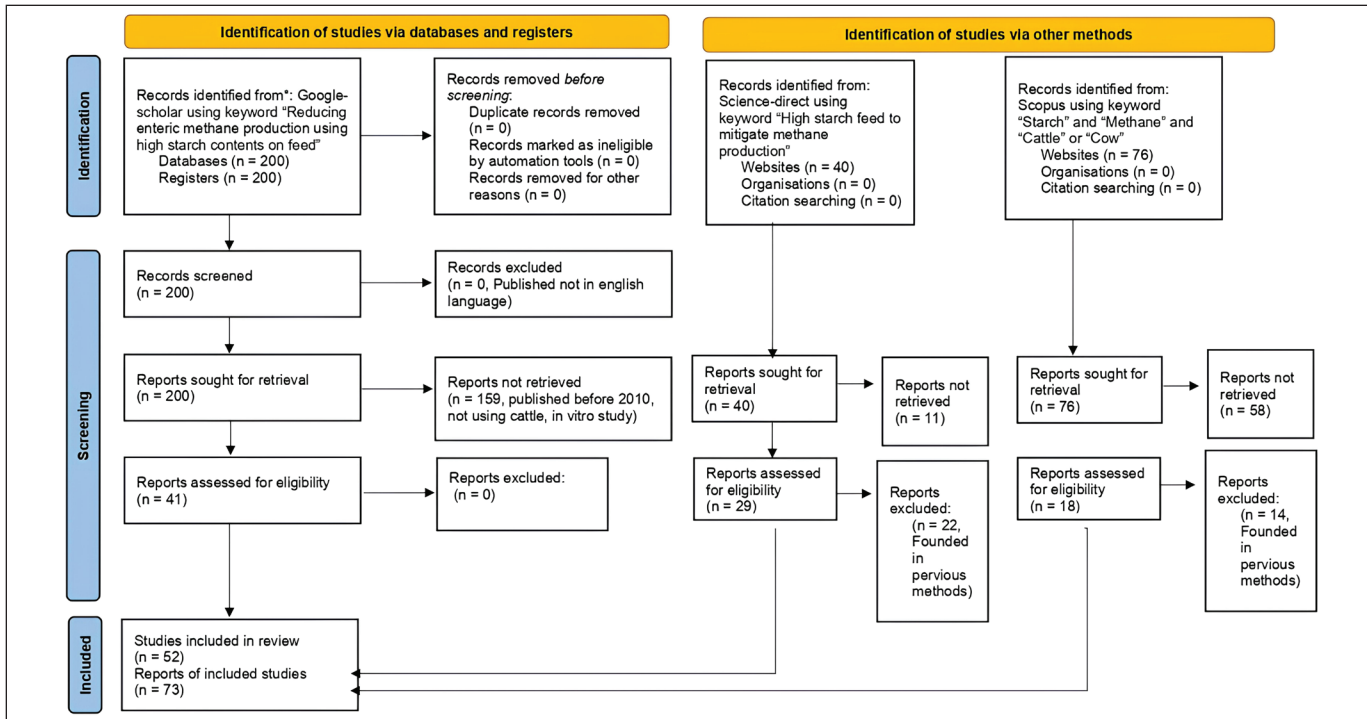 Identification of studies via databases and registers
Identification of studies via other methods
Identification
Records identified from*: Google-
scholar using keyword “Reducing
enteric methane production using
high starch contents on feed”
Databases (n = 200)
Registers (n = 200)
Records removed before
screening:
Duplicate records removed
(n = 0)
Records marked as ineligible
by automation tools (n = 0)
Records removed for other
reasons (n = 0)
Records identified from:
Science-direct using
keyword “High starch feed to
mitigate methane
production”
Websites (n = 40)
Organisations (n = 0)
Citation searching (n = 0)
Records identified from:
Scopus using keyword
“Starch” and “Methane” and
“Cattle” or “Cow”
Websites (n = 76)
Organisations (n = 0)
Citation searching (n = 0)
Screening
Records screened
(n = 200)
Records excluded
(n = 0, Published not in english
language)
Reports sought for retrieval
(n = 200)
Reports not retrieved
(n = 159, published before 2010,
not using cattle, in vitro study)
Reports sought for
retrieval
(n = 40)
Reports not
retrieved
(n = 11)
Reports sought for
retrieval
(n = 76)
Reports not
retrieved
(n = 58)
Reports assessed for eligibility
(n = 41)
Reports excluded:
(n = 0)
Reports assessed
for eligibility
(n = 29)
Reports
excluded:
(n = 22,
Founded
in
pervious
methods)
Reports assessed for
eligibility
(n = 18)
Reports
excluded:
(n = 14,
Founded
in
pervious
methods)
Included
Studies included in review
(n = 52)
Reports of included studies
(n = 73)